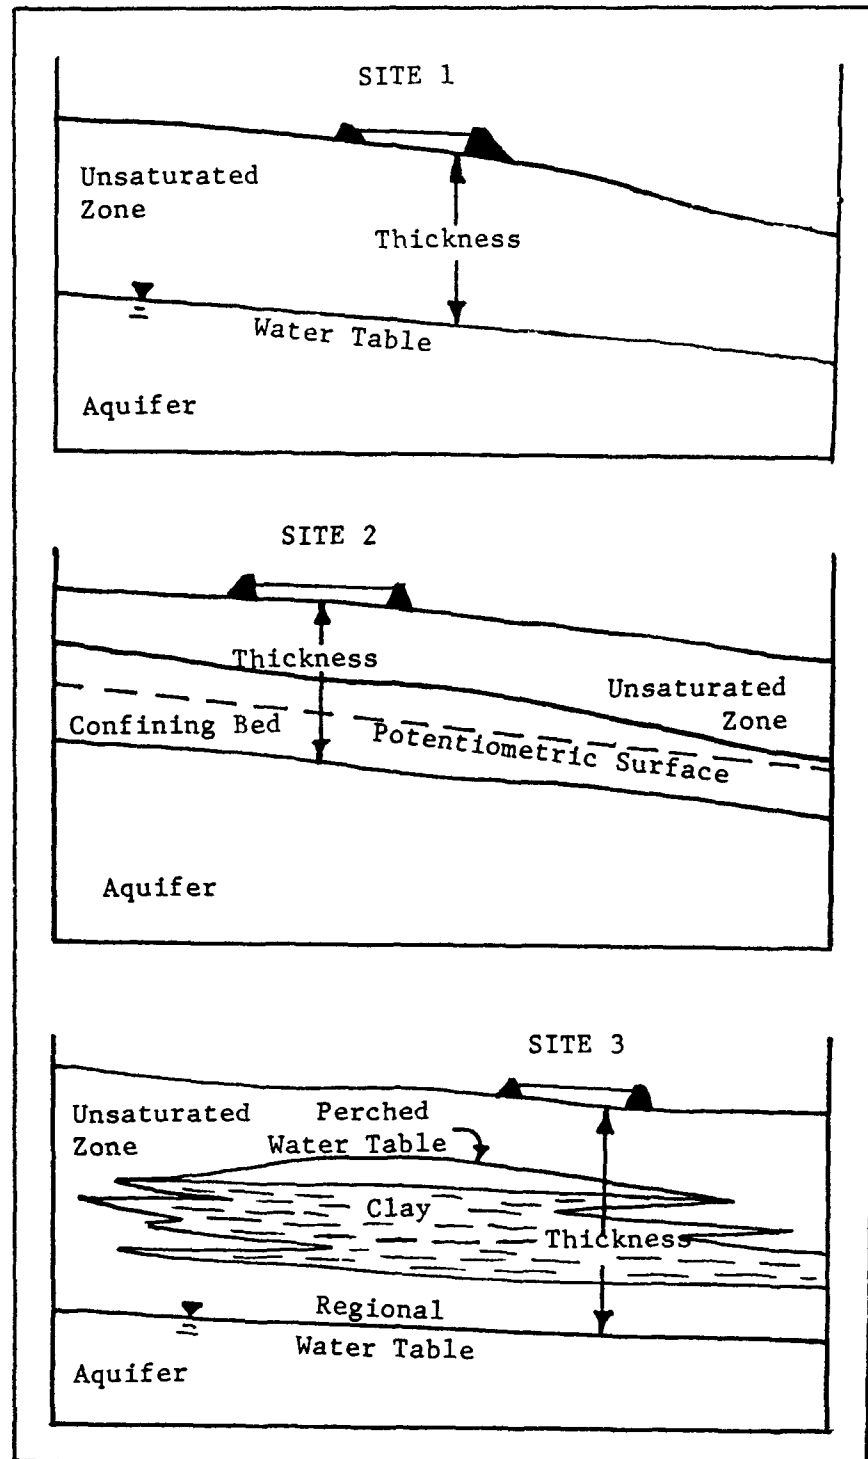 SITE 1
Unsaturated
Zone
Thickness
Water Table
Aquifer
SITE 2
Thickness
Unsaturated
Zone
Confining Bed
Potentiometric Surface
Aquifer
SITE 3
Unsaturated
Zone
Perched
Water Table
Clay
Thickness
Regional
Water Table
Aquifer